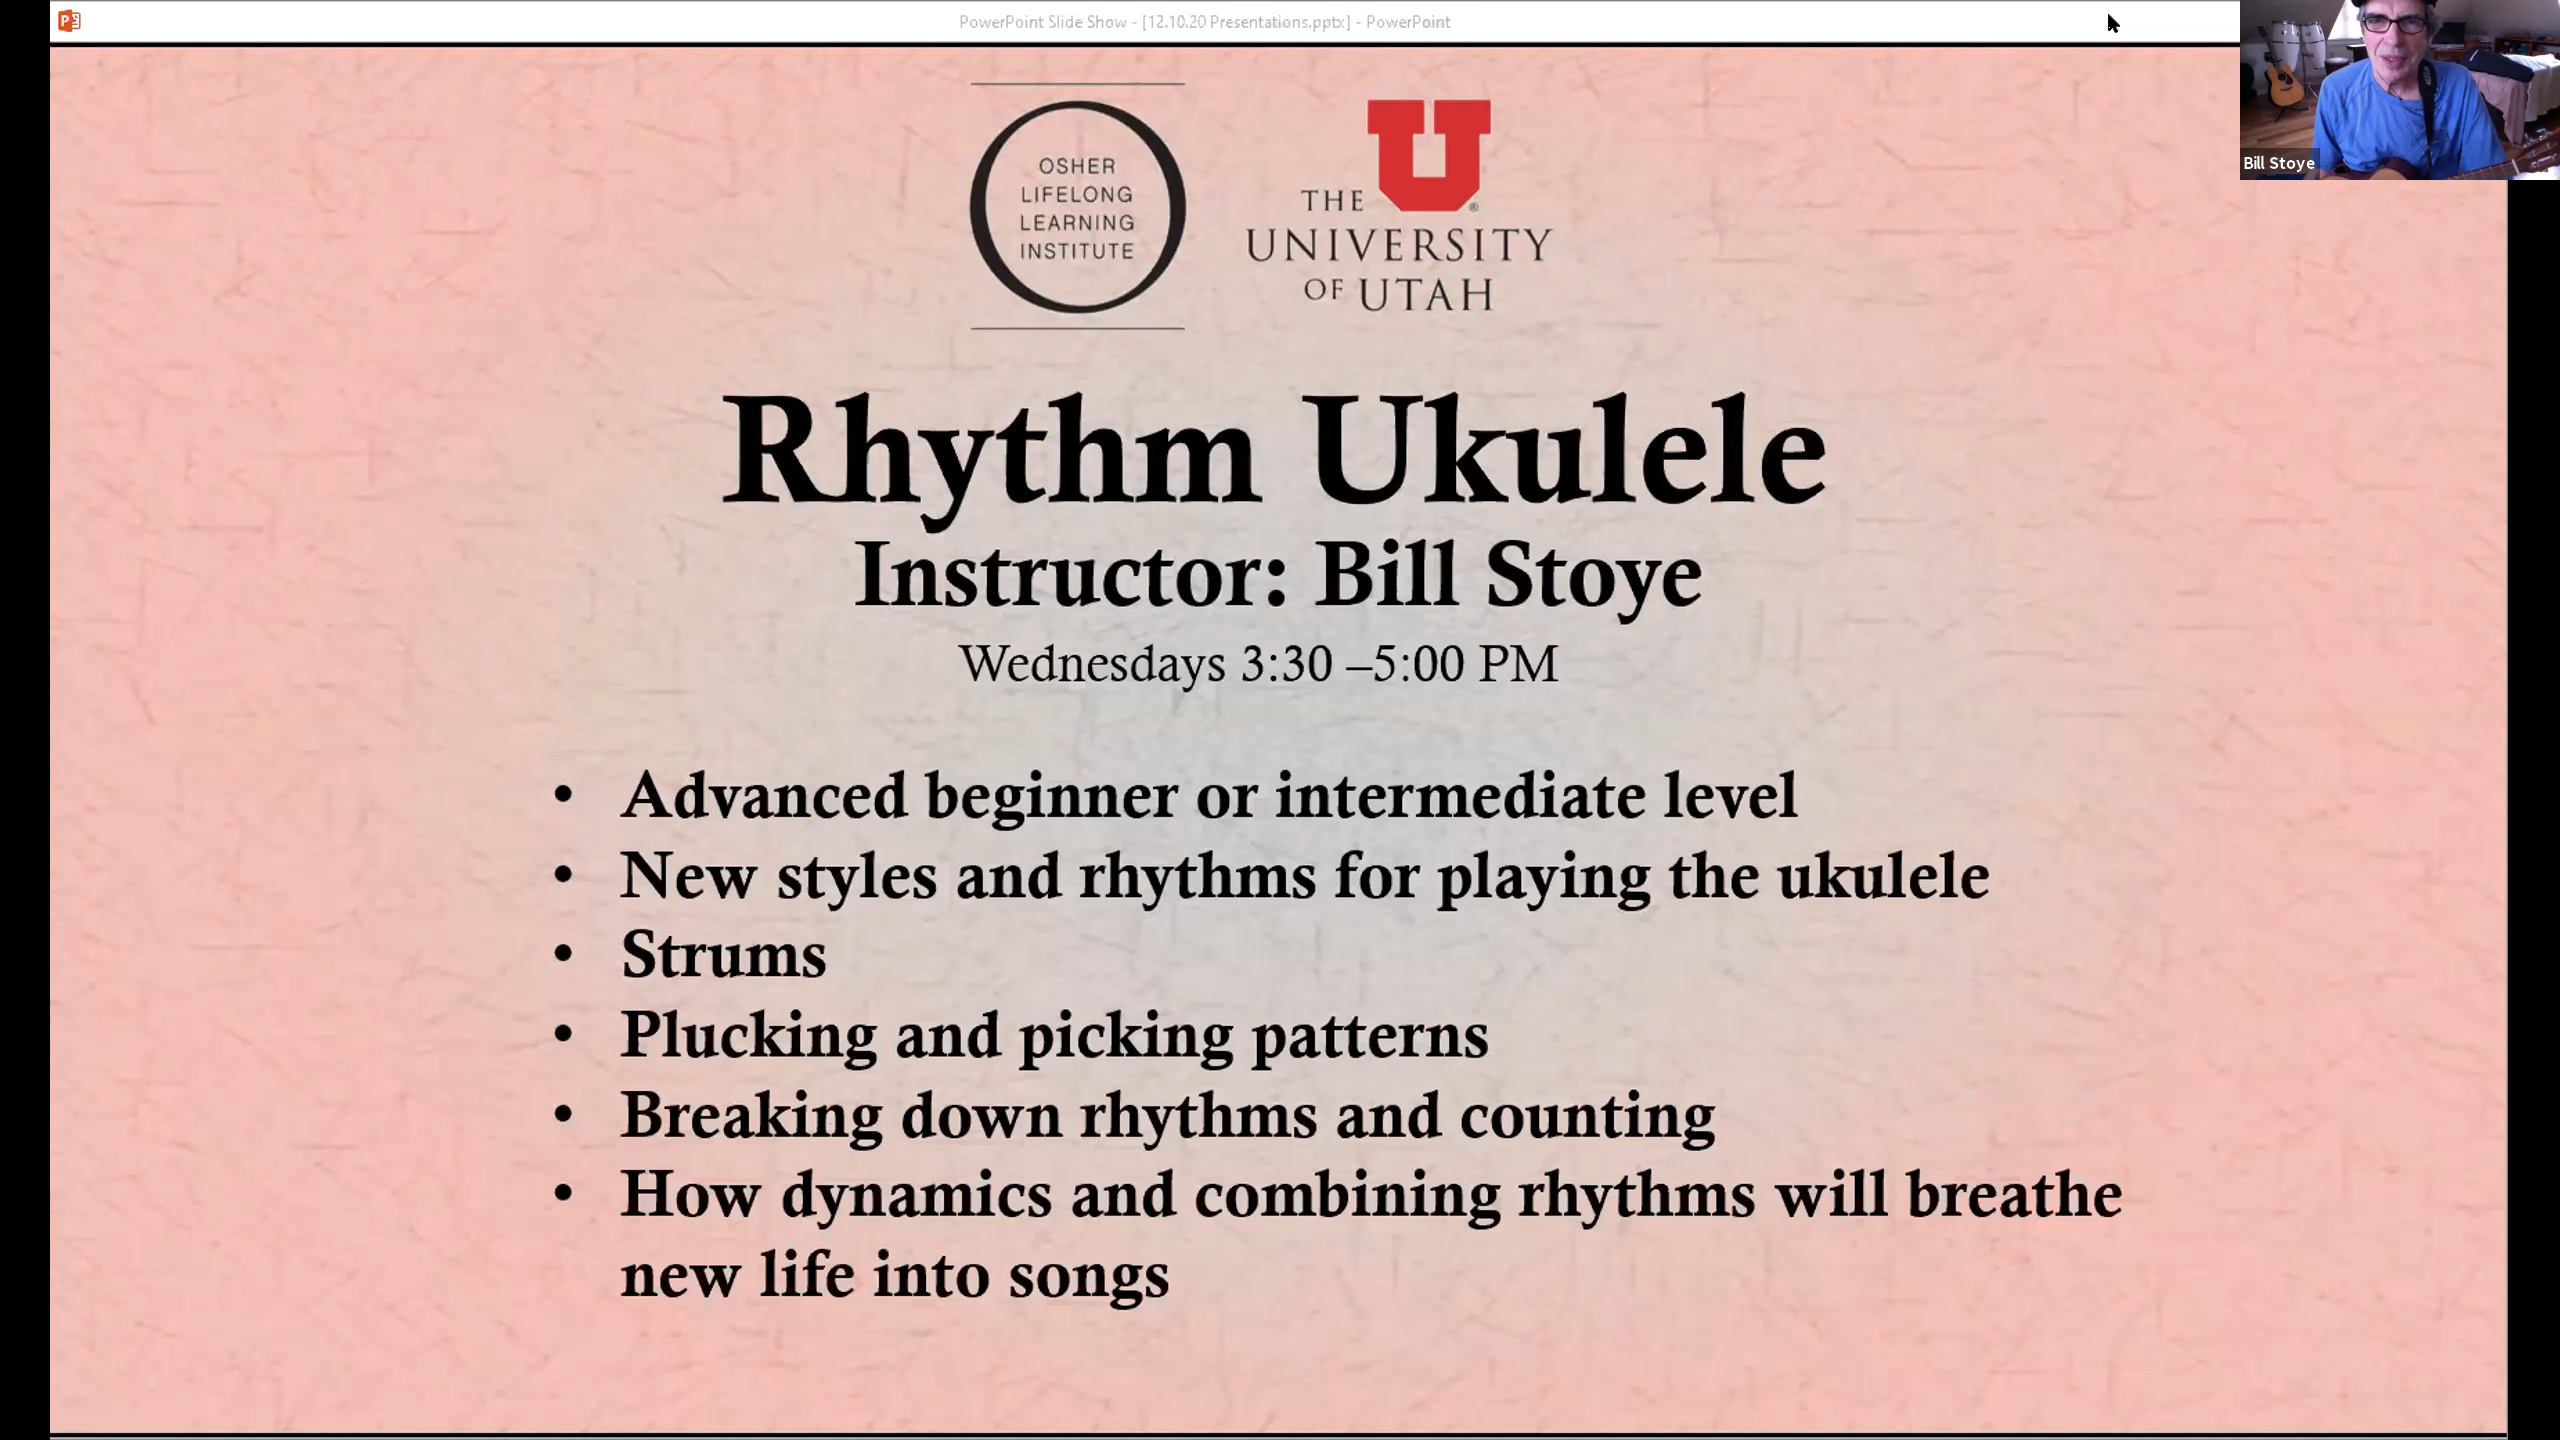 PowerPoint Slide Show - [12.10.20 Presentations.pptx] - PowerPoint
Bill Stoye
OSHER
LIFELONG
LEARNING
INSTITUTE
U
THE
UNIVERSITY
OF UTAH
Rhythm Ukulele
Instructor: Bill Stoye
Wednesdays 3:30 –5:00 PM
• Advanced beginner or intermediate level
• New styles and rhythms for playing the ukulele
• Strums
• Plucking and picking patterns
• Breaking down rhythms and counting
• How dynamics and combining rhythms will breathe
new life into songs